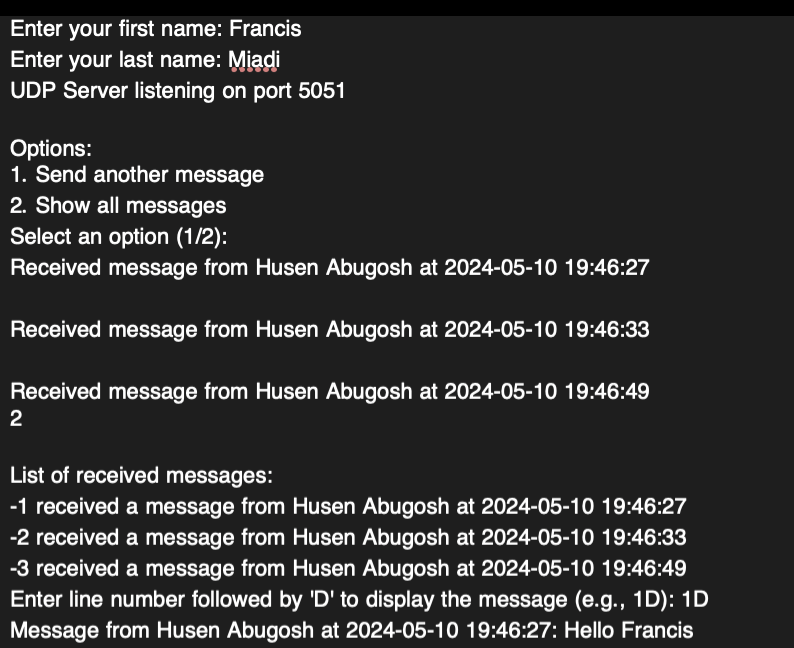 Enter your first name: Francis
Enter your last name: Miadi
UDP Server listening on port 5051
Options:
1. Send another message
2. Show all messages
Select an option (1/2):
Received message from Husen Abugosh at 2024-05-10 19:46:27
Received message from Husen Abugosh at 2024-05-10 19:46:33
Received message from Husen Abugosh at 2024-05-10 19:46:49
2
List of received messages:
-1 received a message from Husen Abugosh at 2024-05-10 19:46:27
-2 received a message from Husen Abugosh at 2024-05-10 19:46:33
-3 received a message from Husen Abugosh at 2024-05-10 19:46:49
Enter line number followed by 'D' to display the message (e.g., 1D): 1D
Message from Husen Abugosh at 2024-05-10 19:46:27: Hello Francis